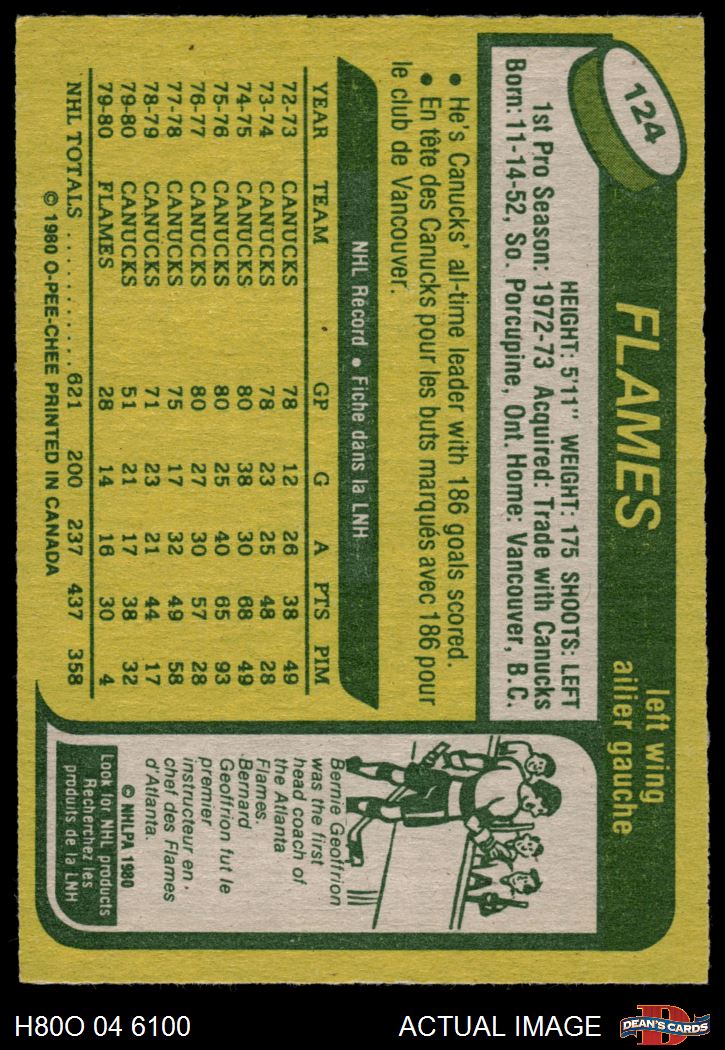 124
FLAMES
left wing
ailier gauche
HEIGHT: 5'11" WEIGHT: 175 SHOOTS: LEFT
1st Pro Season: 1972-73 Acquired: Trade with Canucks
Born: 11-14-52, So. Porcupine, Ont. Home: Vancouver, B.C.
• He's Canucks' all-time leader with 186 goals scored.
• En tête des Canucks pour les buts marqués avec 186 pour
le club de Vancouver.
NHL Record • Fiche dans la LNH
YEAR TEAM GP G A PTS PIM
72-73 CANUCKS 78 12 26 38 49
73-74 CANUCKS 78 23 25 48 28
74-75 CANUCKS 80 38 30 68 49
75-76 CANUCKS 80 25 40 65 93
76-77 CANUCKS 80 27 30 57 28
77-78 CANUCKS 75 17 32 49 58
78-79 CANUCKS 71 23 21 44 17
79-80 CANUCKS 51 21 17 38 32
79-80 FLAMES 28 14 16 30 4
NHL TOTALS .......... 621 200 237 437 358
© 1980 O-PEE-CHEE PRINTED IN CANADA
Bernie Geoffrion
was the first
head coach of
the Atlanta
Flames.
Bernard
Geoffrion fut le
premier
instructeur en
chef des Flames
d'Atlanta.
© NHLPA 1980
Look for NHL products
Recherchez les
produits de la LNH
H80O 04 6100
ACTUAL IMAGE
D
DEAN'S CARDS